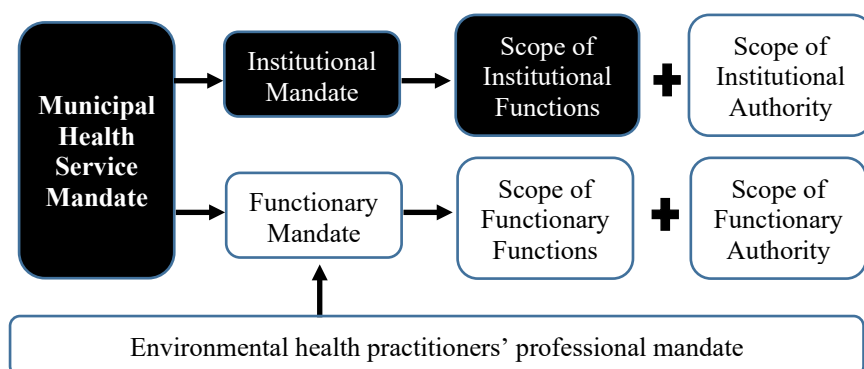 Municipal
Health
Service
Mandate
Institutional
Mandate
Scope of
Institutional
Functions
Scope of
Institutional
Authority
Functionary
Mandate
Scope of
Functionary
Functions
Scope of
Functionary
Authority
Environmental health practitioners’ professional mandate